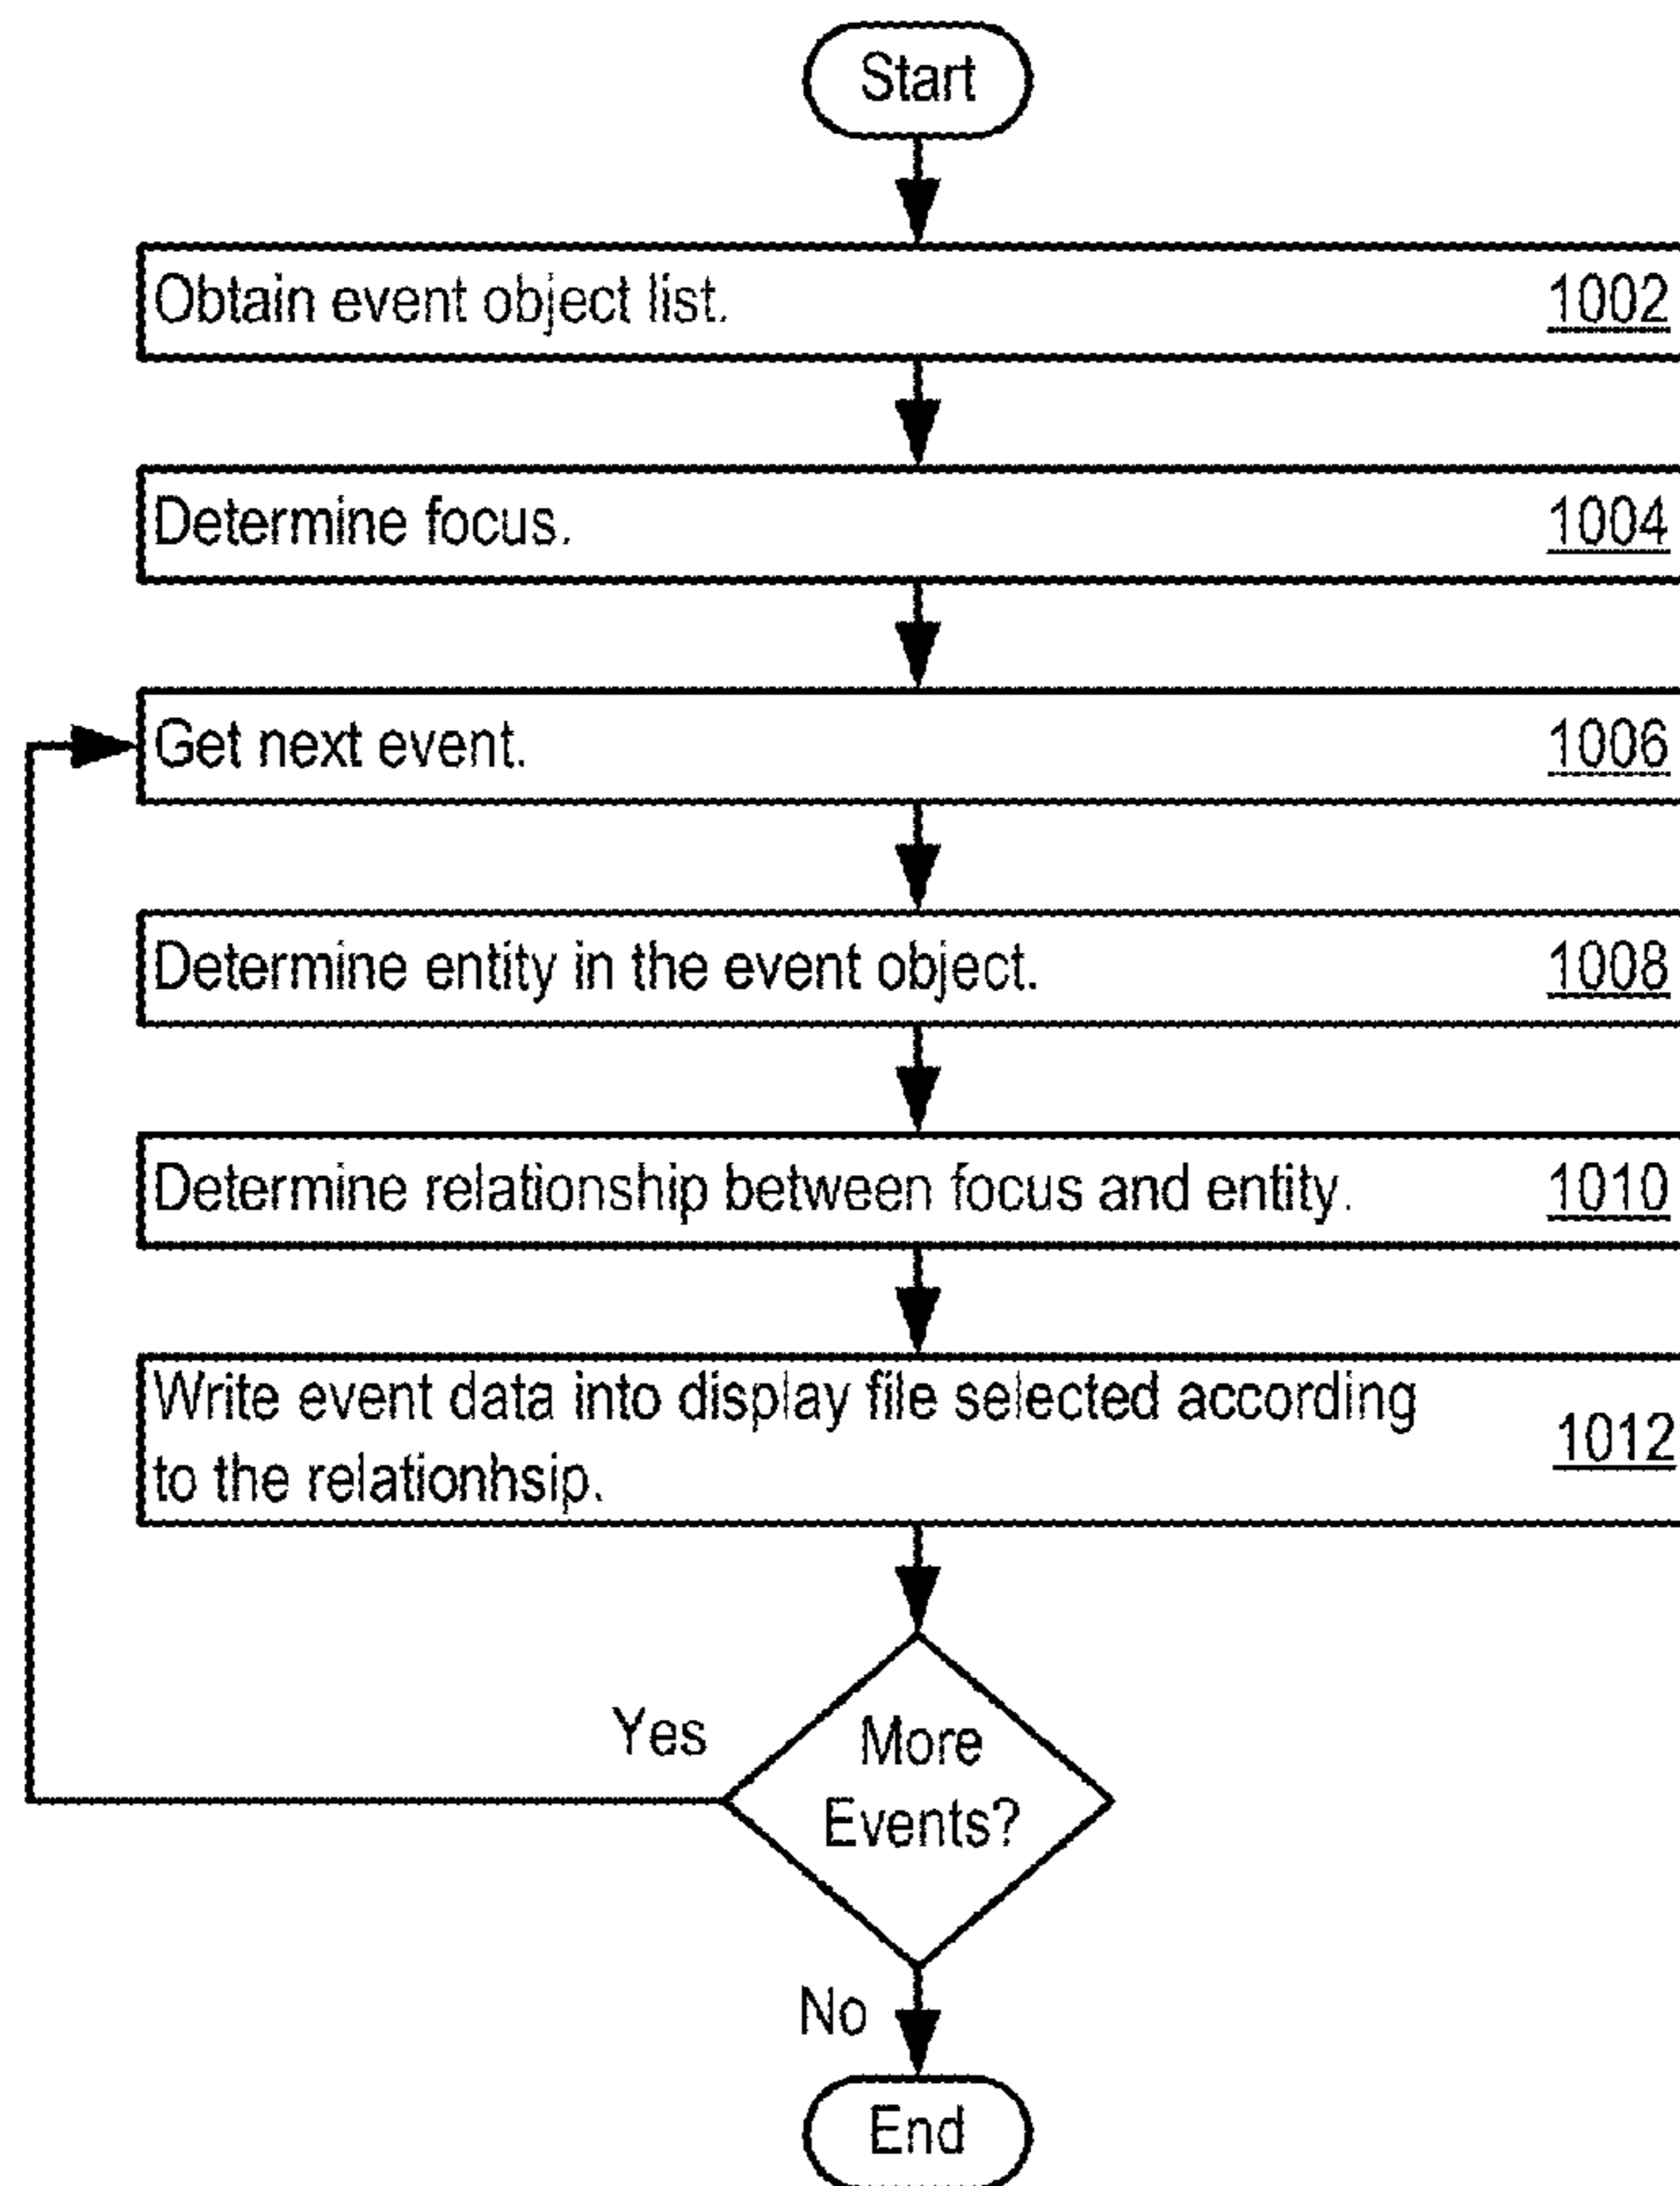 Start
Obtain event object list. 1002
Determine focus. 1004
Get next event. 1006
Determine entity in the event object. 1008
Determine relationship between focus and entity. 1010
Write event data into display file selected according
to the relationhsip. 1012
Yes
More
Events?
No
End